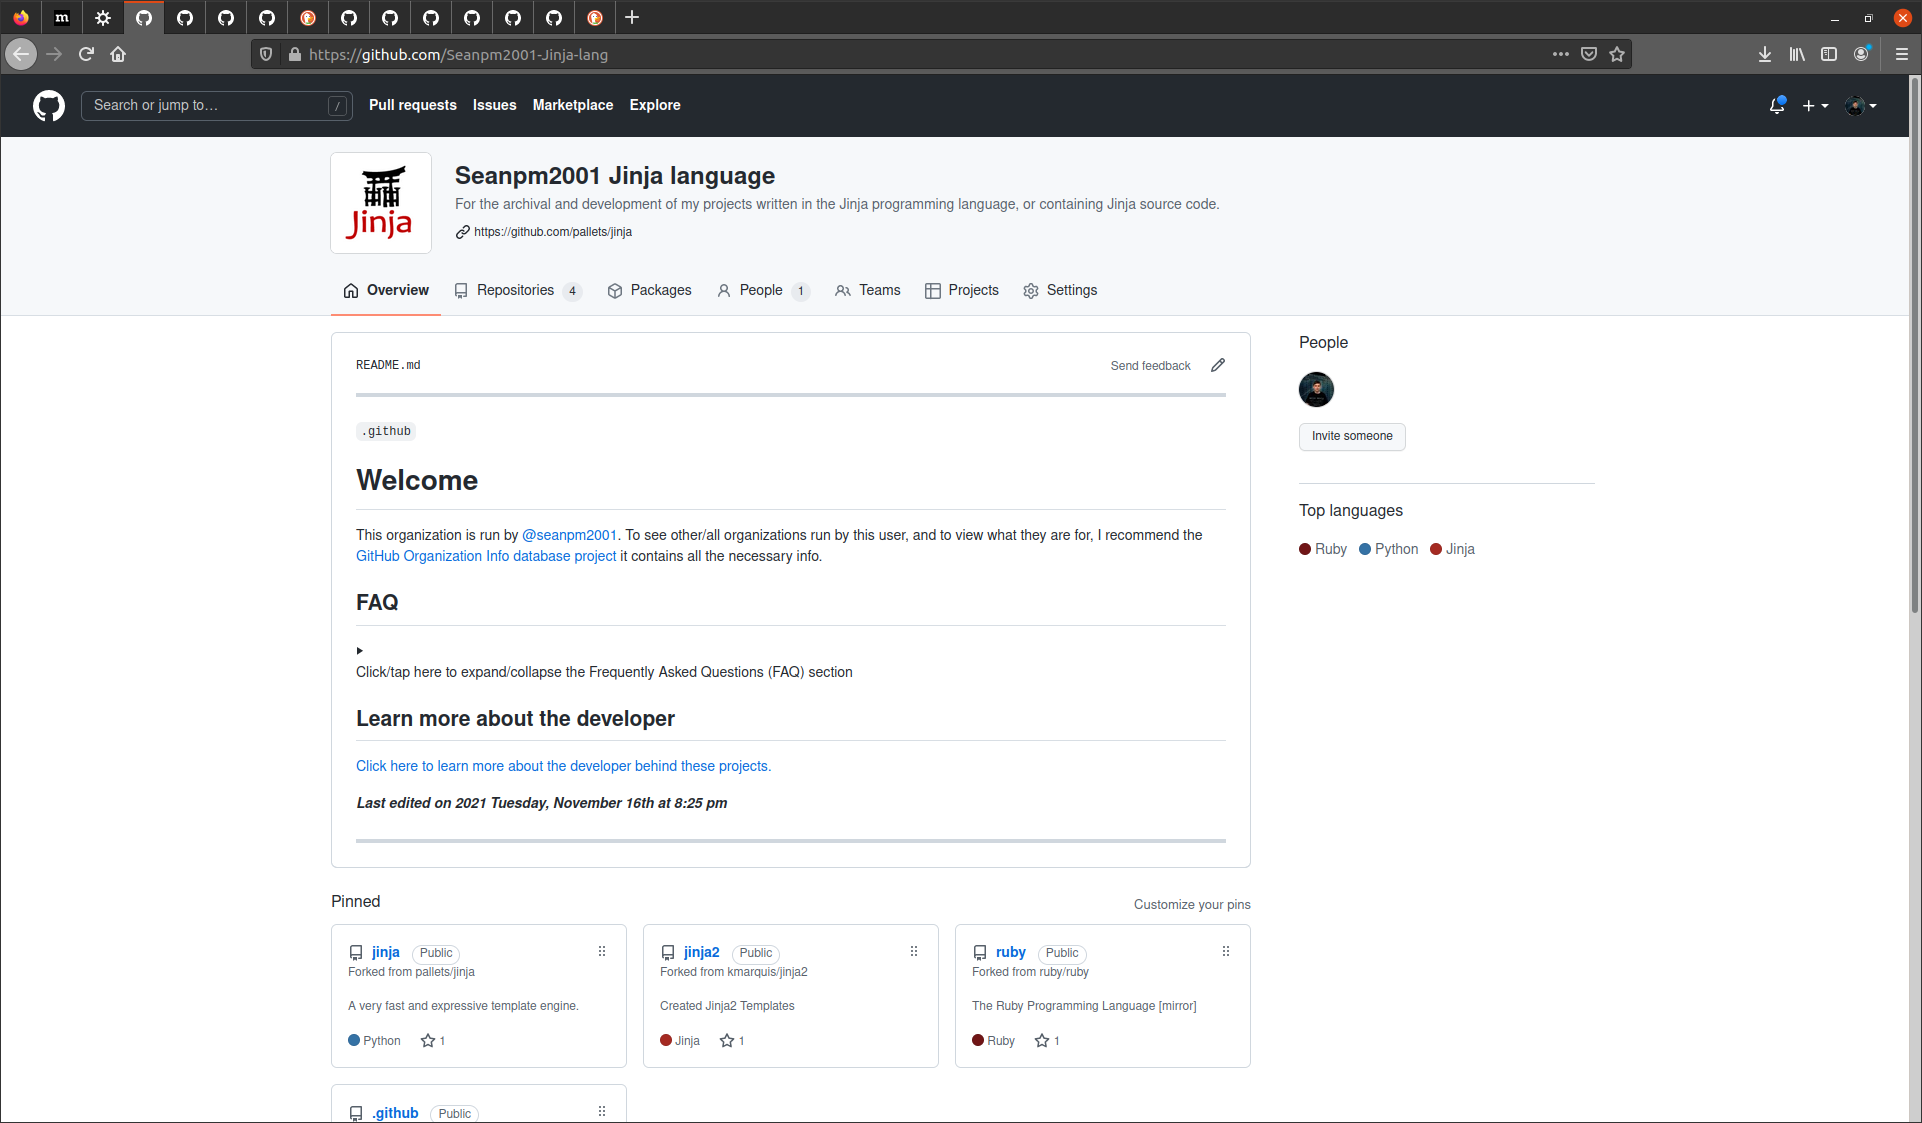 m
https://github.com/Seanpm2001-Jinja-lang
Search or jump to… /
Pull requests Issues Marketplace Explore
Jinja
Seanpm2001 Jinja language
For the archival and development of my projects written in the Jinja programming language, or containing Jinja source code.
https://github.com/pallets/jinja
Overview Repositories 4 Packages People 1 Teams Projects Settings
README.md Send feedback
.github
Welcome
This organization is run by @seanpm2001. To see other/all organizations run by this user, and to view what they are for, I recommend the
GitHub Organization Info database project it contains all the necessary info.
FAQ
Click/tap here to expand/collapse the Frequently Asked Questions (FAQ) section
Learn more about the developer
Click here to learn more about the developer behind these projects.
Last edited on 2021 Tuesday, November 16th at 8:25 pm
People
Invite someone
Top languages
Ruby Python Jinja
Pinned Customize your pins
jinja Public
Forked from pallets/jinja
A very fast and expressive template engine.
Python 1
jinja2 Public
Forked from kmarquis/jinja2
Created Jinja2 Templates
Jinja 1
ruby Public
Forked from ruby/ruby
The Ruby Programming Language [mirror]
Ruby 1
.github Public